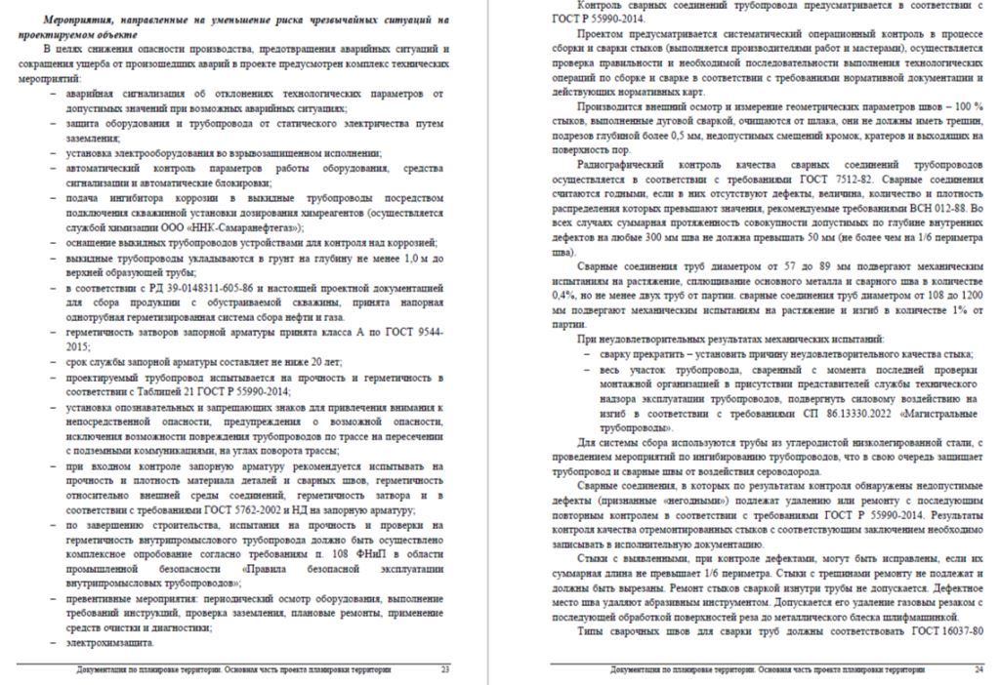 Мероприятия, направленные на уменьшение риска чрезвычайных ситуаций на
проектируемом объекте
В целях снижения опасности производства, предотвращения аварийных ситуаций и
сокращения ущерба от произошедших аварий в проекте предусмотрен комплекс технических
мероприятий:
– аварийная сигнализация об отклонениях технологических параметров от
допустимых значений при возможных аварийных ситуациях;
– защита оборудования и трубопровода от статического электричества путем
заземления;
– установка электрооборудования во взрывозащищенном исполнении;
– автоматический контроль параметров работы оборудования, средства
сигнализации и автоматические блокировки;
– подача ингибитора коррозии в выкидные трубопроводы посредством
подключения скважинной установки дозирования химреагентов (осуществляется
службой химизации ООО «ННК-Самаранефтегаз»);
– оснащение выкидных трубопроводов устройствами для контроля над коррозией;
– выкидные трубопроводы укладываются в грунт на глубину не менее 1,0 м до
верхней образующей трубы;
– в соответствии с РД 39-0148311-605-86 и настоящей проектной документацией
для сбора продукции с обустраиваемой скважины, принята напорная
однотрубная герметизированная система сбора нефти и газа.
– герметичность затворов запорной арматуры принята класса А по ГОСТ 9544-
2015;
– срок службы запорной арматуры составляет не ниже 20 лет;
– проектируемый трубопровод испытывается на прочность и герметичность в
соответствии с Таблицей 21 ГОСТ Р 55990-2014;
– установка опознавательных и запрещающих знаков для привлечения внимания к
непосредственной опасности, предупреждения о возможной опасности,
исключения возможности повреждения трубопроводов по трассе на пересечении
с подземными коммуникациями, на углах поворота трассы;
– при входном контроле запорную арматуру рекомендуется испытывать на
прочность и плотность материала деталей и сварных швов, герметичность
относительно внешней среды соединений, герметичность затвора и в
соответствии с требованиями ГОСТ 5762-2002 и НД на запорную арматуру;
– по завершению строительства, испытания на прочность и проверки на
герметичность внутрипромыслового трубопровода должно быть осуществлено
комплексное опробование согласно требованиям п. 108 ФНиП в области
промышленной безопасности «Правила безопасной эксплуатации
внутрипромысловых трубопроводов»;
– превентивные мероприятия: периодический осмотр оборудования, выполнение
требований инструкций, проверка заземления, плановые ремонты, применение
средств очистки и диагностики;
– электрохимзащита.
Документация по планировке территории. Основная часть проекта планировки территории 23
Контроль сварных соединений трубопровода предусматривается в соответствии с
ГОСТ Р 55990-2014.
Проектом предусматривается систематический операционный контроль в процессе
сборки и сварки стыков (выполняется производителями работ и мастерами), осуществляется
проверка правильности и необходимой последовательности выполнения технологических
операций по сборке и сварке в соответствии с требованиями нормативной документации и
действующих нормативных карт.
Производится внешний осмотр и измерение геометрических параметров швов – 100 %
стыков, выполненные дуговой сваркой, очищаются от шлака, они не должны иметь трещин,
подрезов глубиной более 0,5 мм, недопустимых смещений кромок, кратеров и выходящих на
поверхность пор.
Радиографический контроль качества сварных соединений трубопроводов
осуществляется в соответствии с требованиями ГОСТ 7512-82. Сварные соединения
считаются годными, если в них отсутствуют дефекты, величина, количество и плотность
распределения которых превышают значения, рекомендуемые требованиями ВСН 012-88. Во
всех случаях суммарная протяженность совокупности допустимых по глубине внутренних
дефектов на любые 300 мм шва не должна превышать 50 мм (не более чем на 1/6 периметра
шва).
Сварные соединения труб диаметром от 57 до 89 мм подвергают механическим
испытаниям на растяжение, сплющивание основного металла и сварного шва в количестве
0,4%, но не менее двух труб от партии. сварные соединения труб диаметром от 108 до 1200
мм подвергают механическим испытаниям на растяжение и изгиб в количестве 1% от
партии.
При неудовлетворительных результатах механических испытаний:
– сварку прекратить – установить причину неудовлетворительного качества стыка;
– весь участок трубопровода, сваренный с момента последней проверки
монтажной организацией в присутствии представителей службы технического
надзора эксплуатации трубопроводов, подвергнуть силовому воздействию на
изгиб в соответствии с требованиями СП 86.13330.2022 «Магистральные
трубопроводы».
Для системы сбора используются трубы из углеродистой низколегированной стали, с
проведением мероприятий по ингибированию трубопроводов, что в свою очередь защищает
трубопровод и сварные швы от воздействия сероводорода.
Сварные соединения, в которых по результатам контроля обнаружены недопустимые
дефекты (признанные «негодными») подлежат удалению или ремонту с последующим
повторным контролем в соответствии с требованиями ГОСТ Р 55990-2014. Результаты
контроля качества отремонтированных стыков с соответствующим заключением необходимо
записывать в исполнительную документацию.
Стыки с выявленными, при контроле дефектами, могут быть исправлены, если их
суммарная длина не превышает 1/6 периметра. Стыки с трещинами ремонту не подлежат и
должны быть вырезаны. Ремонт стыков сваркой изнутри трубы не допускается. Дефектное
место шва удаляют абразивным инструментом. Допускается его удаление газовым резаком с
последующей обработкой поверхностей реза до металлического блеска шлифмашинкой.
Типы сварочных швов для сварки труб должны соответствовать ГОСТ 16037-80
Документация по планировке территории. Основная часть проекта планировки территории 24